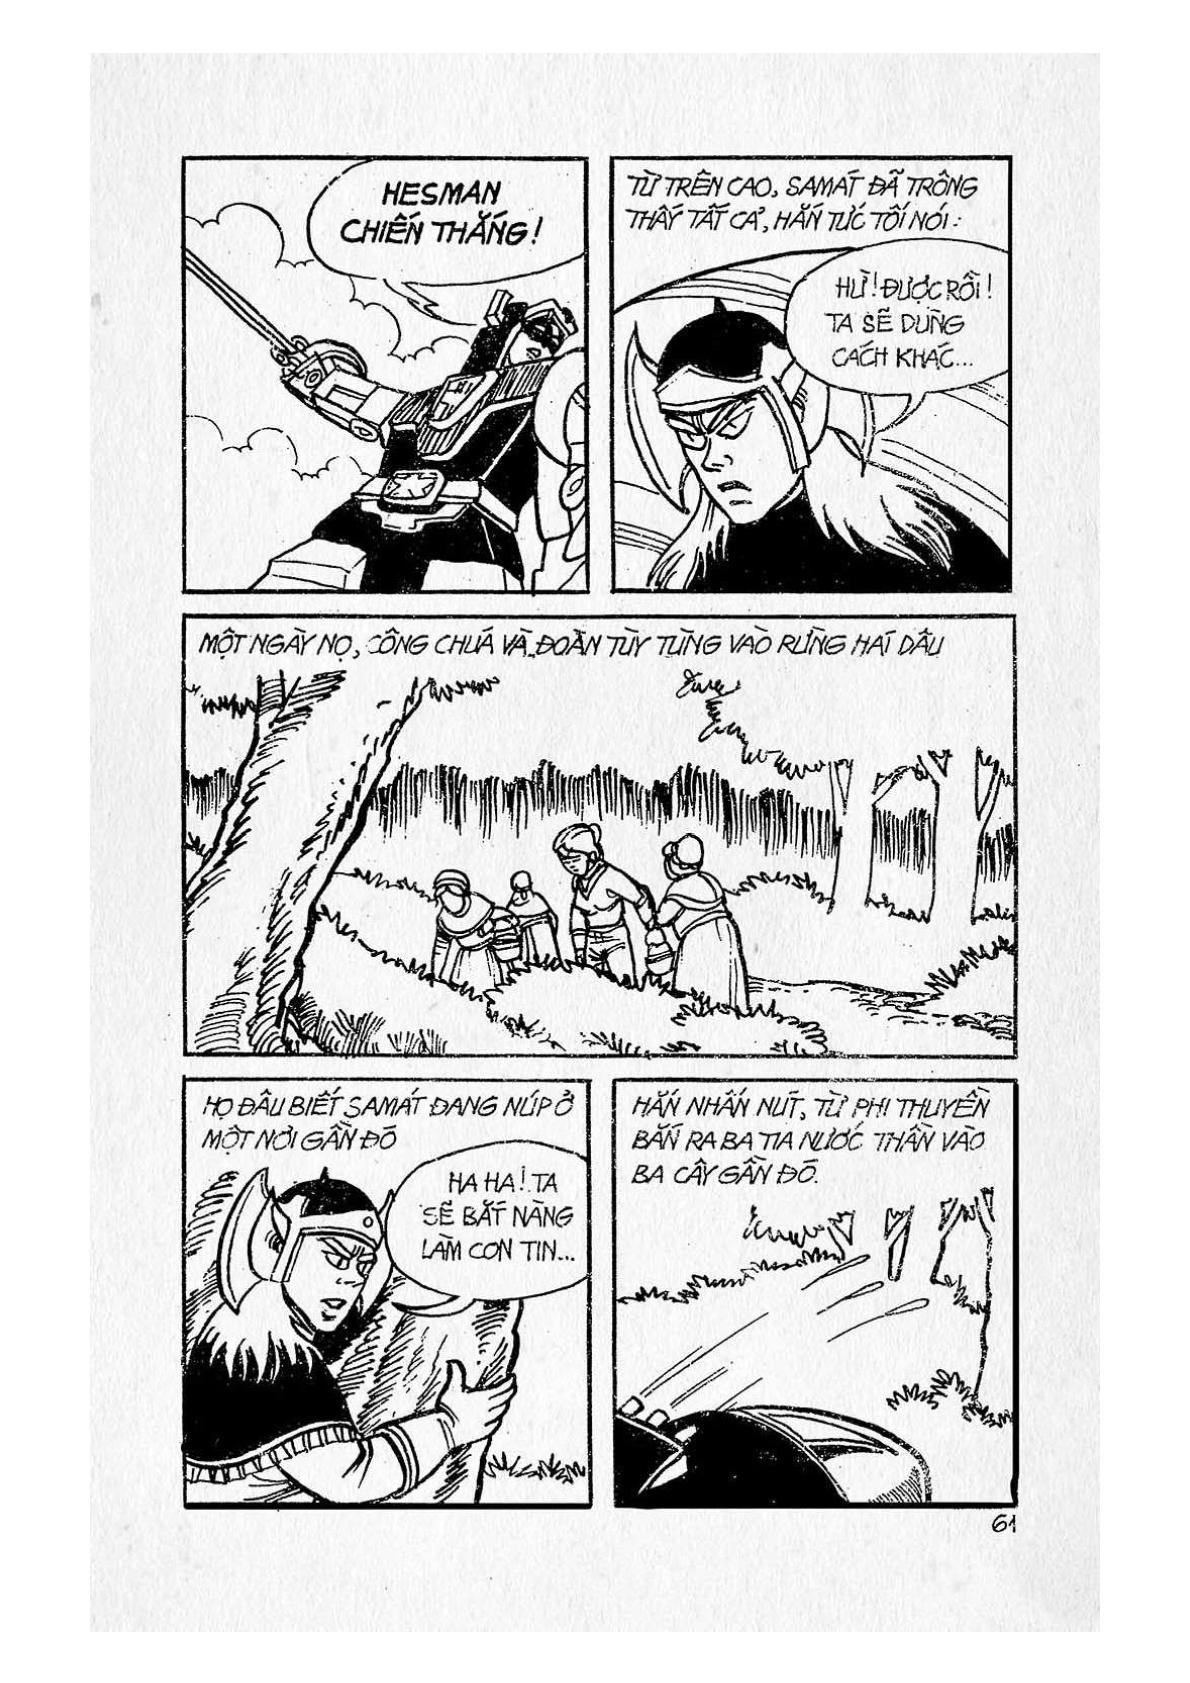 HESMAN
CHIẾN THẮNG!
TỪ TRÊN CAO, SAMÁT ĐÃ TRÔNG
THẤY TẤT CẢ, HẮN TỨC TỐI NÓI:
HỪ! ĐƯỢC RỒI!
TA SẼ DÙNG
CÁCH KHÁC...
MỘT NGÀY NỌ, CÔNG CHÚA VÀ ĐOÀN TÙY TÙNG VÀO RỪNG HÁI DÂU
HỌ ĐÂU BIẾT SAMÁT ĐANG NÚP Ở
MỘT NƠI GẦN ĐÓ
HA HA! TA
SẼ BẮT NÀNG
LÀM CON TIN...
HẮN NHẤN NÚT, TỪ PHI THUYỀN
BẮN RA BA TIA NƯỚC THẦN VÀO
BA CÂY GẦN ĐÓ.
61